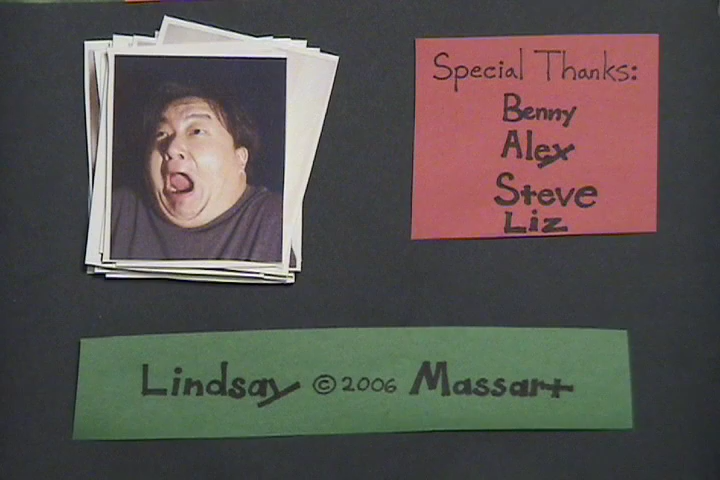 Special Thanks:
Benny
Alex
Steve
Liz
Lindsay © 2006 Massart